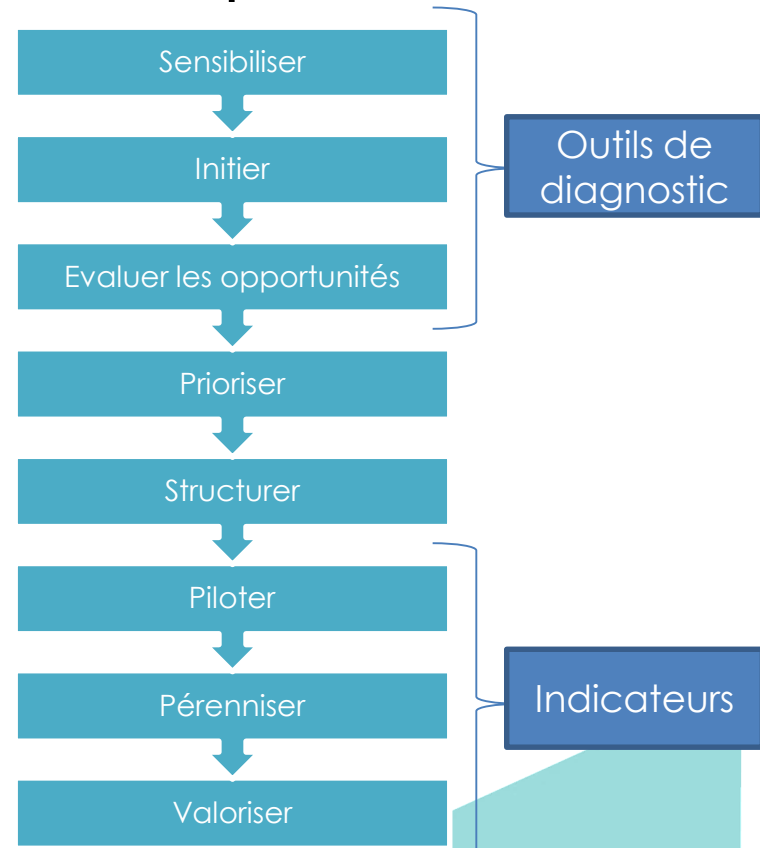 Sensibiliser
Initier
Evaluer les opportunités
Outils de
diagnostic
Prioriser
Structurer
Piloter
Pérenniser
Valoriser
Indicateurs